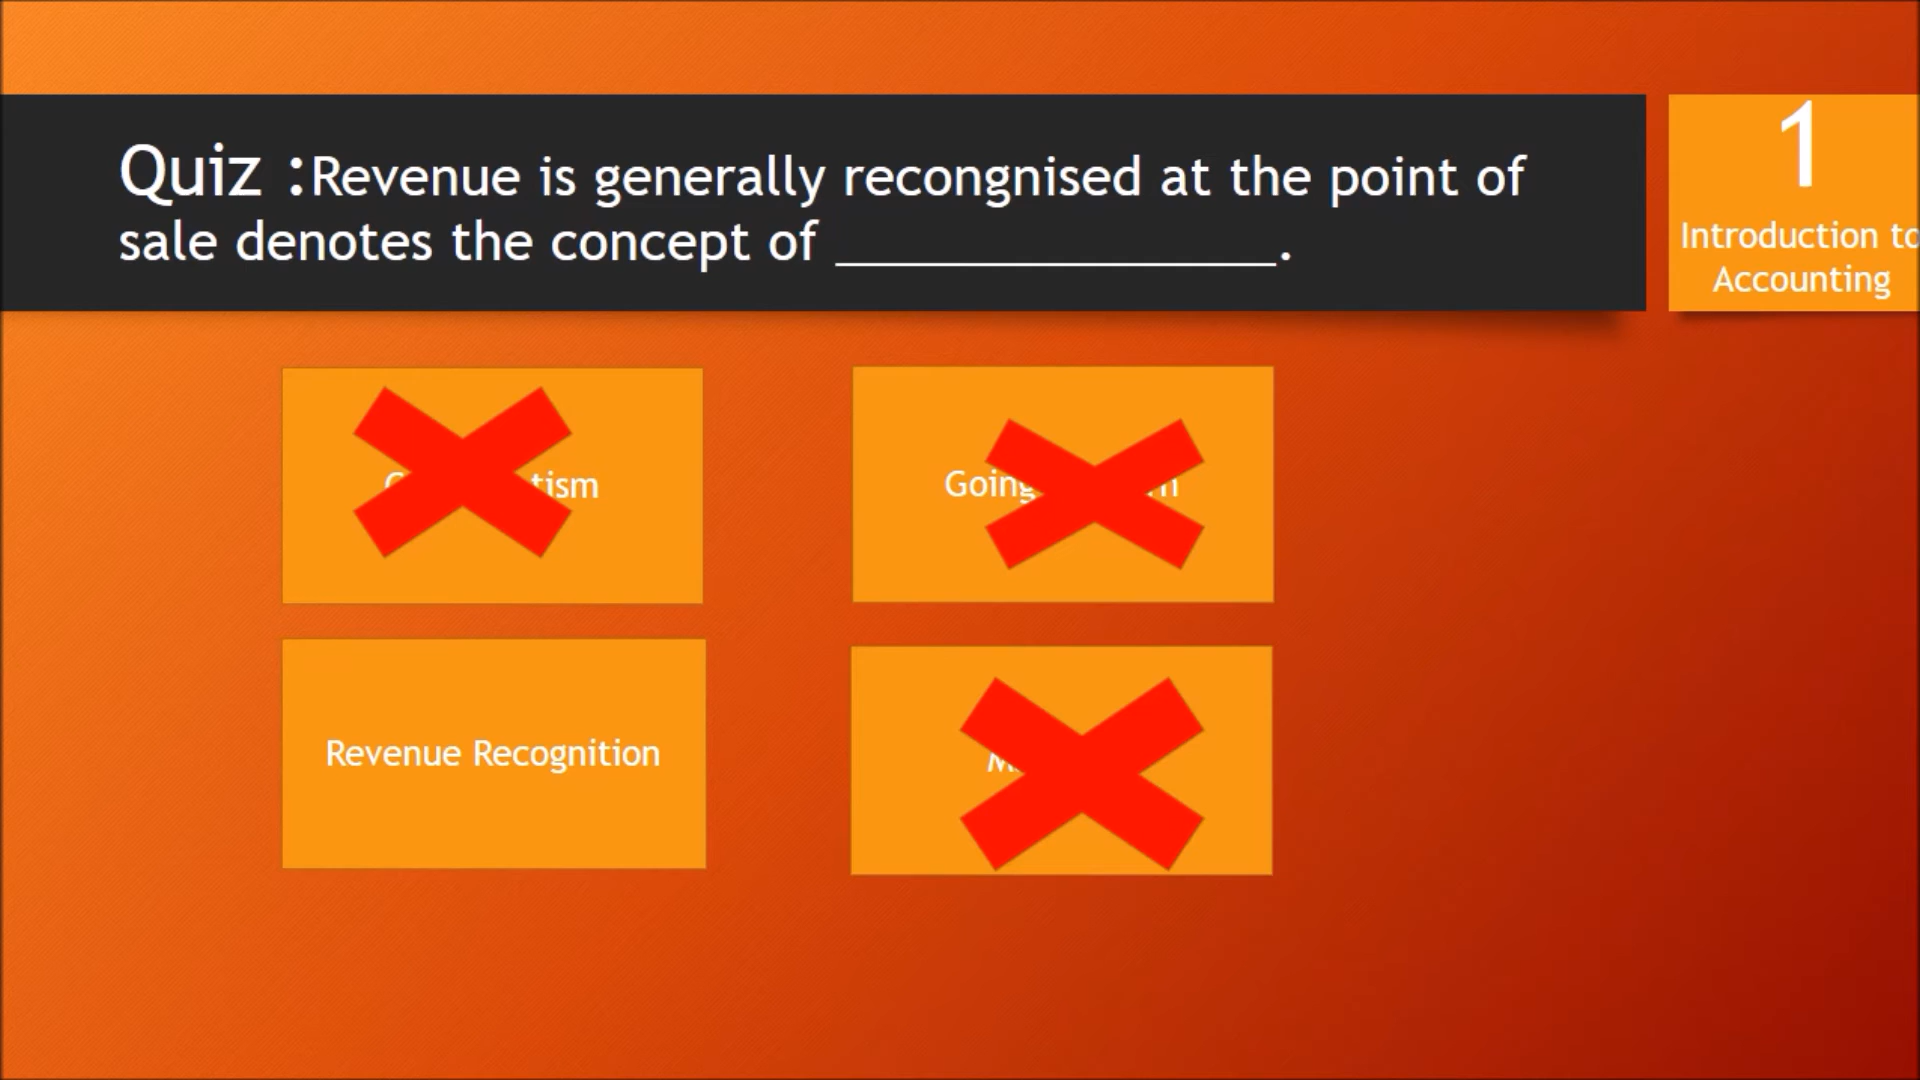 Quiz :Revenue is generally recongnised at the point of
sale denotes the concept of ________________.
1
Introduction to
Accounting
Going
Revenue Recognition